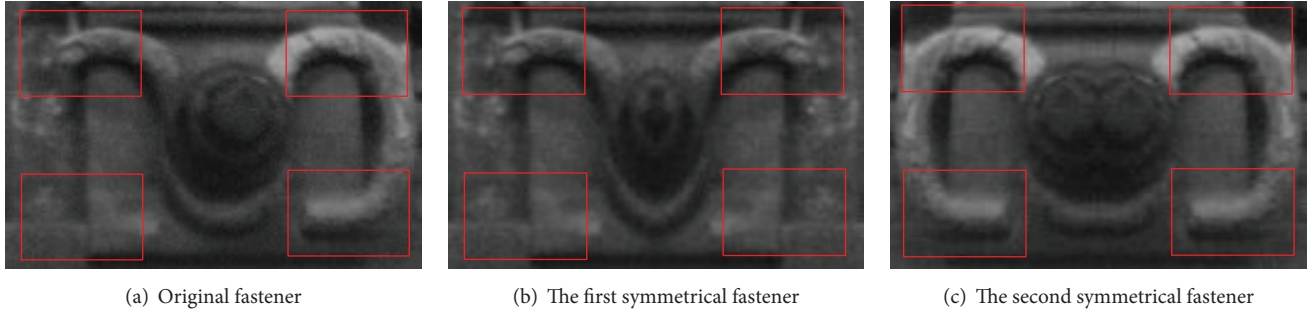 (a) Original fastener
(b) The first symmetrical fastener
(c) The second symmetrical fastener